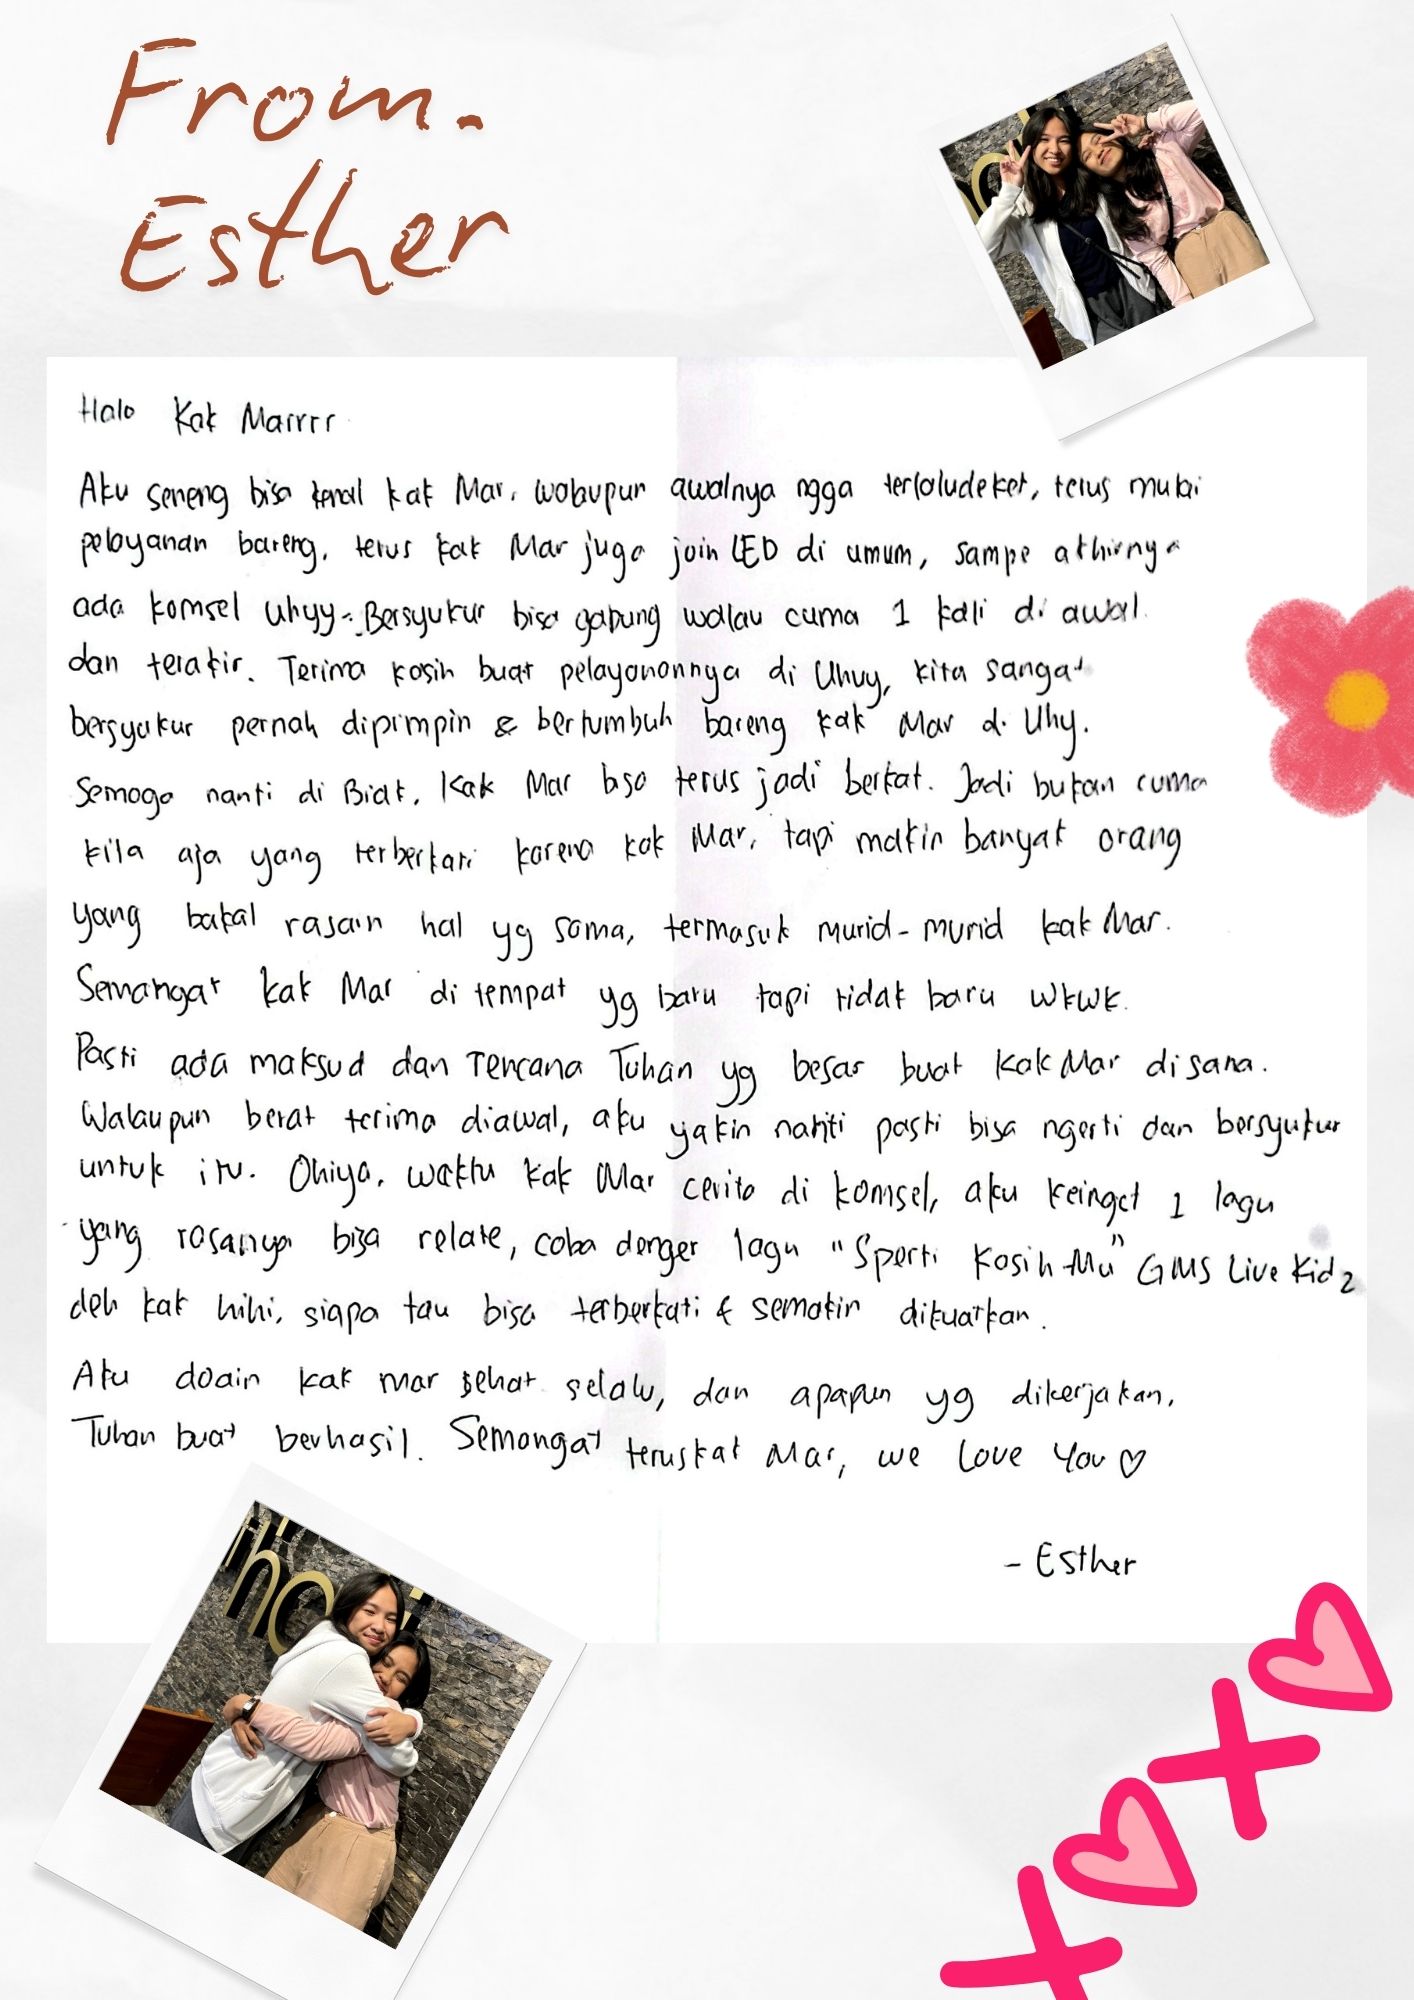 From.
Esther
Halo Kak Marrrr
Aku seneng bisa kenal kak Mar, walaupun awalnya ngga terlaludeket, terus mulai
pelayanan bareng, terus kak Mar juga join LED di umum, sampe akhirnya
ada komsel Uhuyy. Bersyukur bisa gabung walau cuma 1 kali di awal
dan terakir. Terima kasih buat pelayanannya di Uhuy, kita sangat
bersyukur pernah dipimpin & bertumbuh bareng kak Mar di Uhy.
Semoga nanti di Biak, Kak Mar bisa terus jadi berkat. Jadi bukan cuma
kita aja yang terberkati karena kak Mar, tapi makin banyak orang
yang bakal rasain hal yg sama, termasuk murid-murid kak Mar.
Semangat kak Mar di tempat yg baru tapi tidak baru wkwk.
Pasti ada maksud dan rencana Tuhan yg besar buat Kak Mar disana.
Walaupun berat terima diawal, aku yakin nanti pasti bisa ngerti dan bersyukur
untuk itu. Ohiya, waktu kak Mar cerita di komsel, aku keinget 1 lagu
yang rasanya bisa relate, coba denger lagu "Sperti Kasih-Mu" GMS Live Kid2
deh kak hihi, siapa tau bisa terberkati & semakin dikuatkan.
Aku doain kak mar sehat selalu, dan apapun yg dikerjakan,
Tuhan buat berhasil. Semangat teruskak Mar, we love you ♡
- Esther